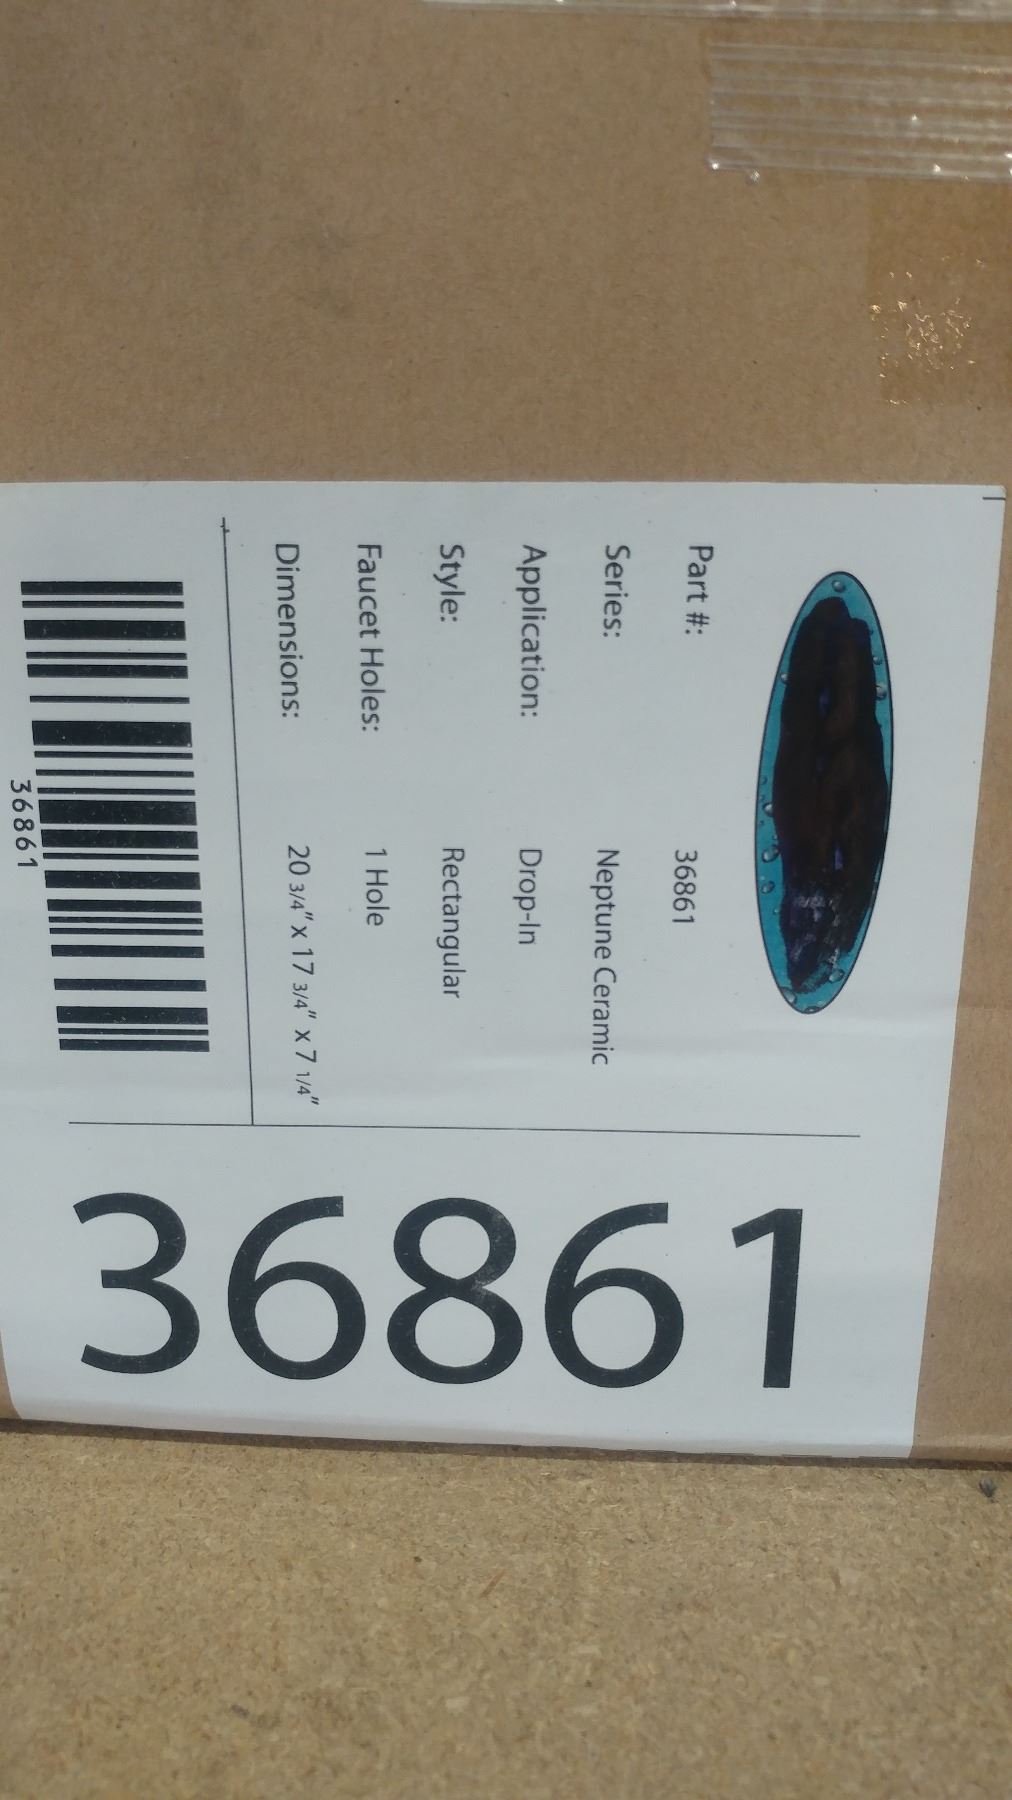 Part #: 36861
Series: Neptune Ceramic
Application: Drop-In
Style: Rectangular
Faucet Holes: 1 Hole
Dimensions: 20 3/4" x 17 3/4" x 7 1/4"
36861
36861